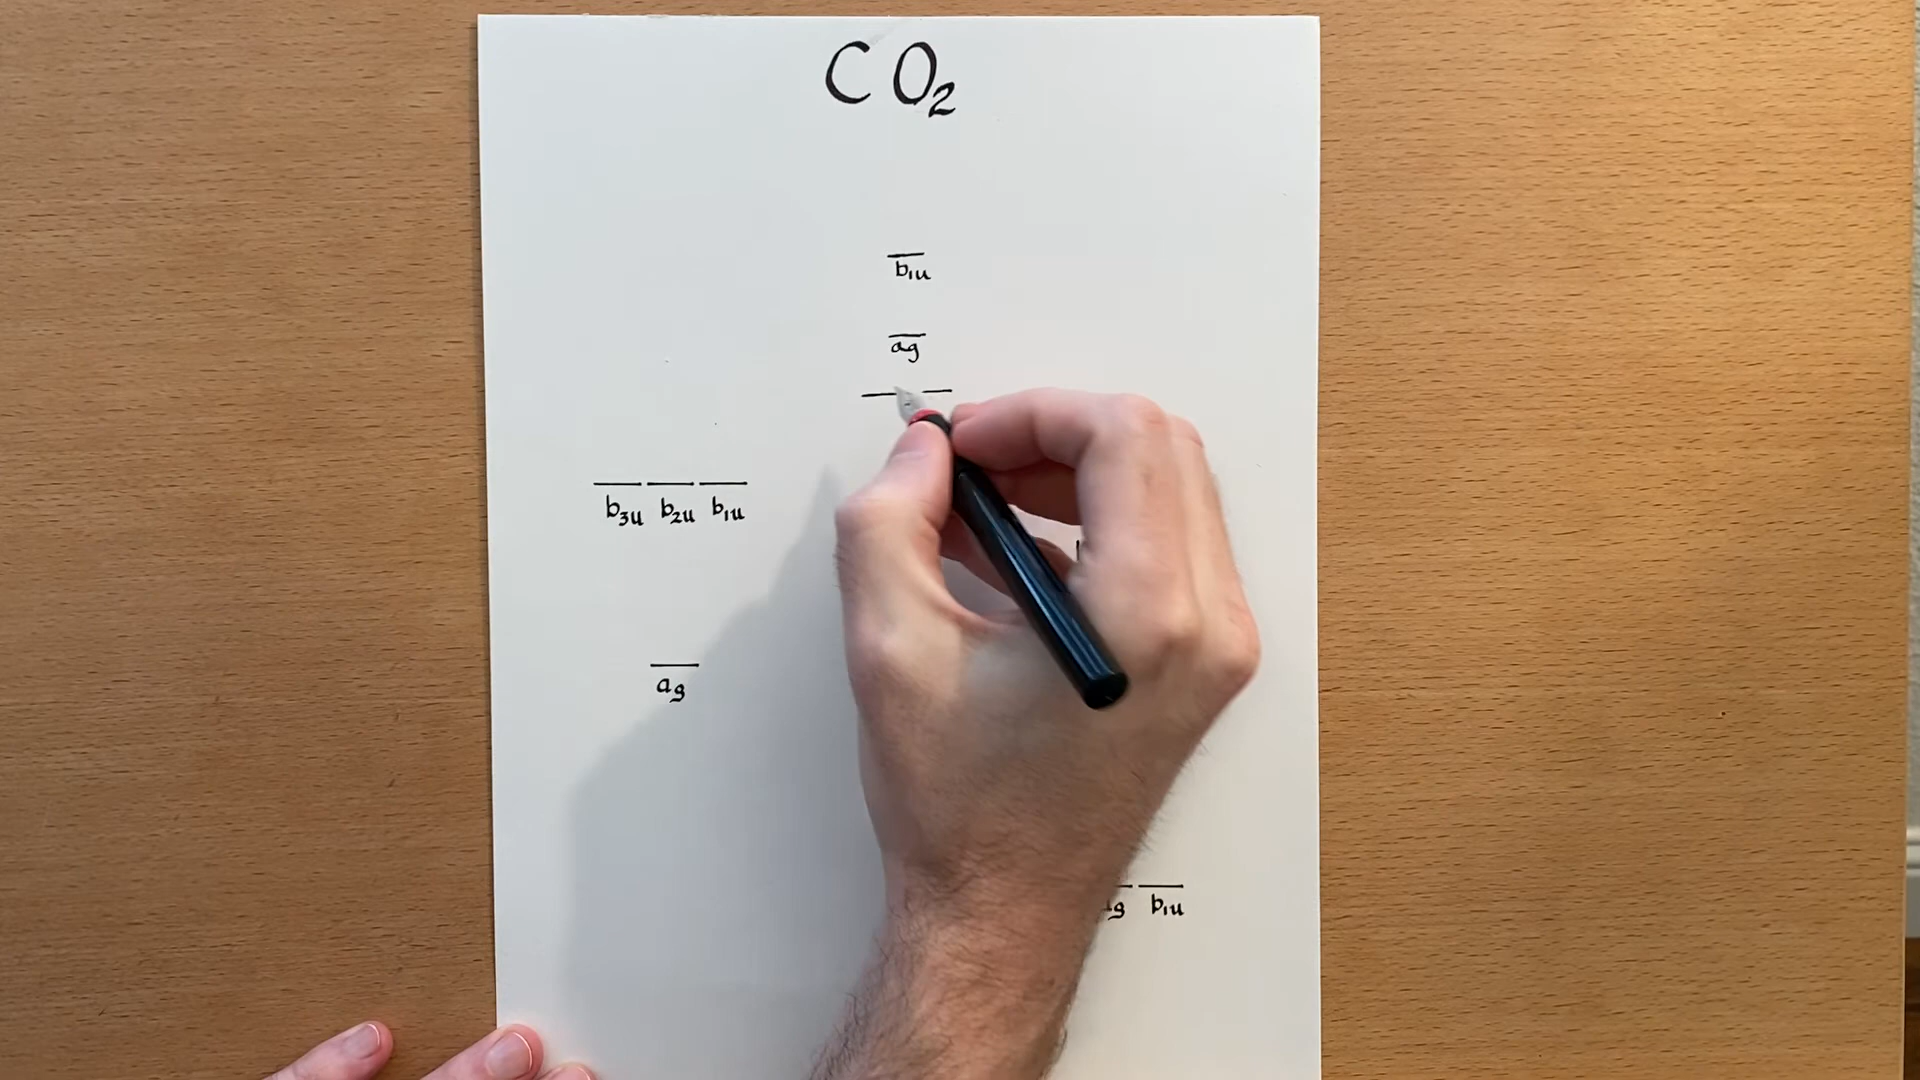 CO₂
b₁u
ag
b₃u b₂u b₁u
ag
b₁u